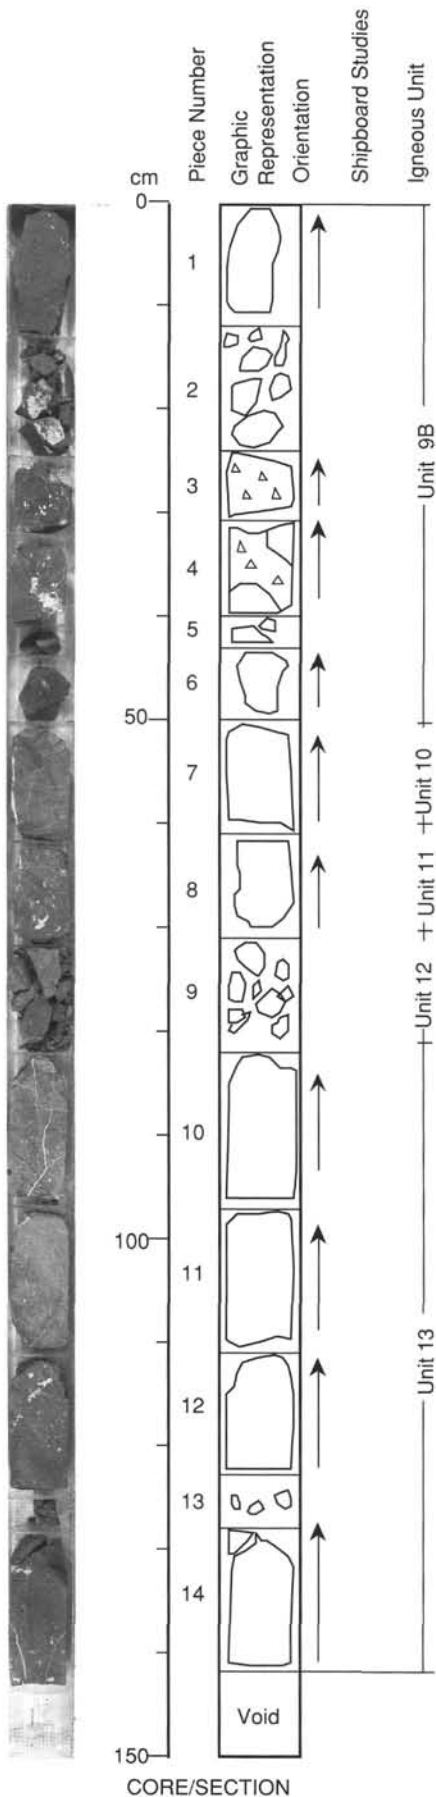 cm
Piece Number
Graphic
Representation
Orientation
Shipboard Studies
Igneous Unit
0
1
2
3
4
5
6
50
7
8
9
10
100
11
12
13
14
Void
150
Unit 9B
Unit 10
Unit 11
Unit 12
Unit 13
CORE/SECTION